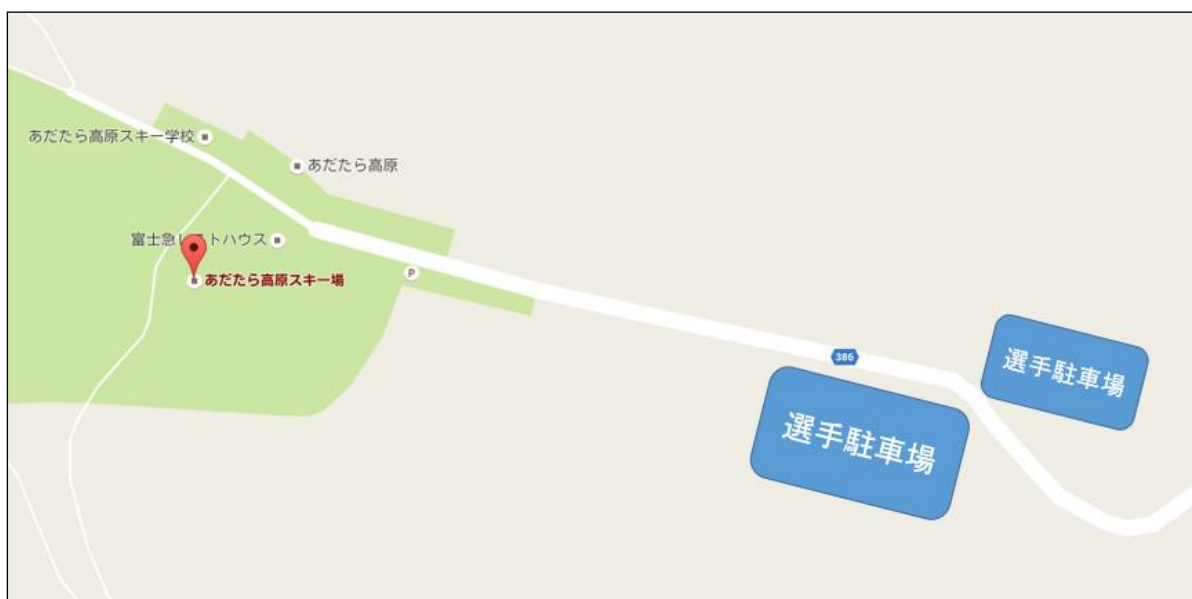 あだたら高原スキー学校
あだたら高原
富士急レストハウス
あだたら高原スキー場
P
386
選手駐車場
選手駐車場